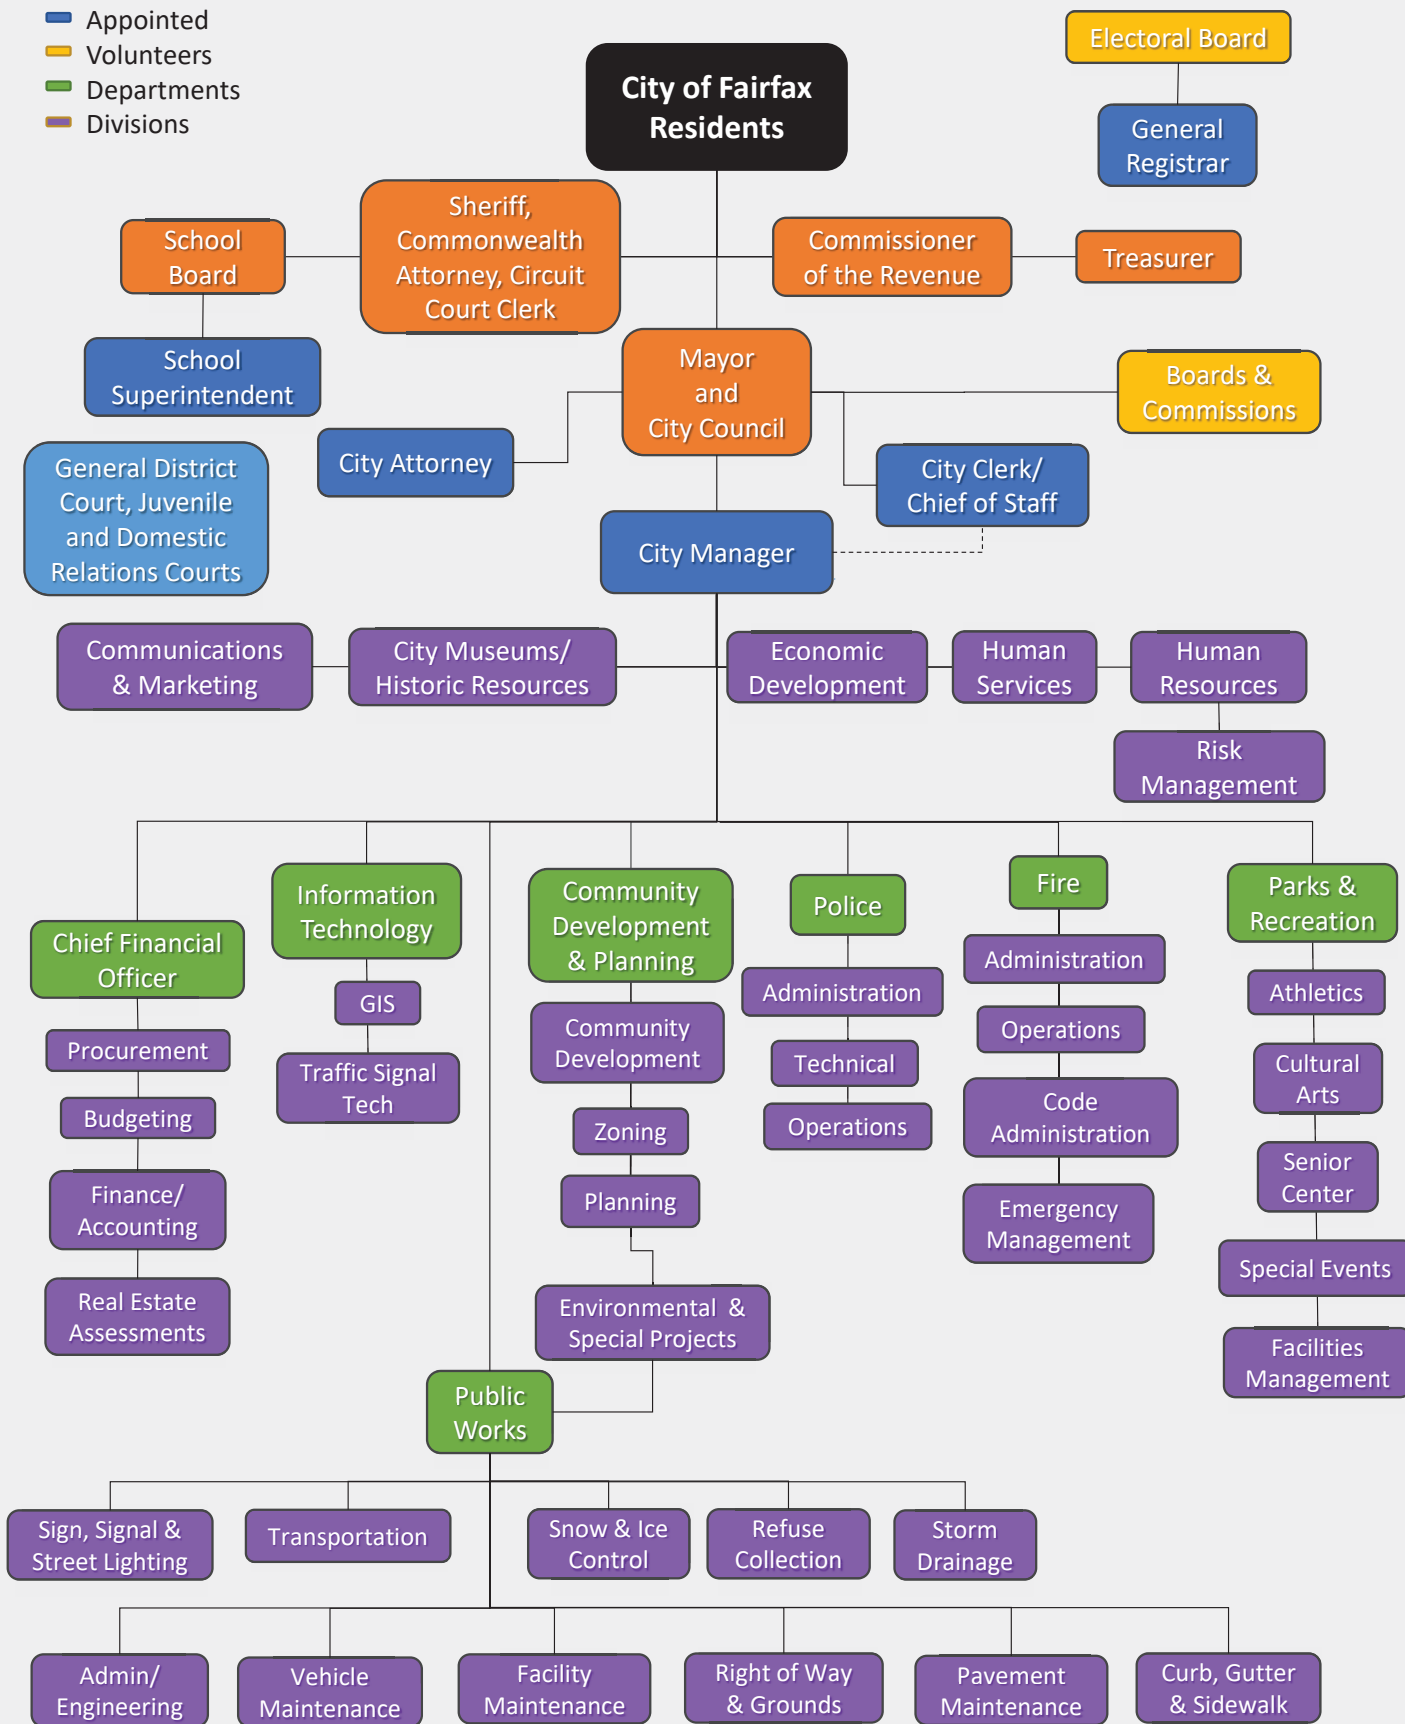 Appointed
Volunteers
Departments
Divisions
Electoral Board
General
Registrar
City of Fairfax
Residents
School
Board
Sheriff,
Commonwealth
Attorney, Circuit
Court Clerk
Commissioner
of the Revenue
Treasurer
School
Superintendent
Mayor
and
City Council
Boards &
Commissions
General District
Court, Juvenile
and Domestic
Relations Courts
City Attorney
City Clerk/
Chief of Staff
City Manager
Communications
& Marketing
City Museums/
Historic Resources
Economic
Development
Human
Services
Human
Resources
Risk
Management
Chief Financial
Officer
Procurement
Budgeting
Finance/
Accounting
Real Estate
Assessments
Information
Technology
GIS
Traffic Signal
Tech
Community
Development
& Planning
Community
Development
Zoning
Planning
Environmental &
Special Projects
Police
Administration
Technical
Operations
Fire
Administration
Operations
Code
Administration
Emergency
Management
Parks &
Recreation
Athletics
Cultural
Arts
Senior
Center
Special Events
Facilities
Management
Public
Works
Sign, Signal &
Street Lighting
Transportation
Snow & Ice
Control
Refuse
Collection
Storm
Drainage
Admin/
Engineering
Vehicle
Maintenance
Facility
Maintenance
Right of Way
& Grounds
Pavement
Maintenance
Curb, Gutter
& Sidewalk